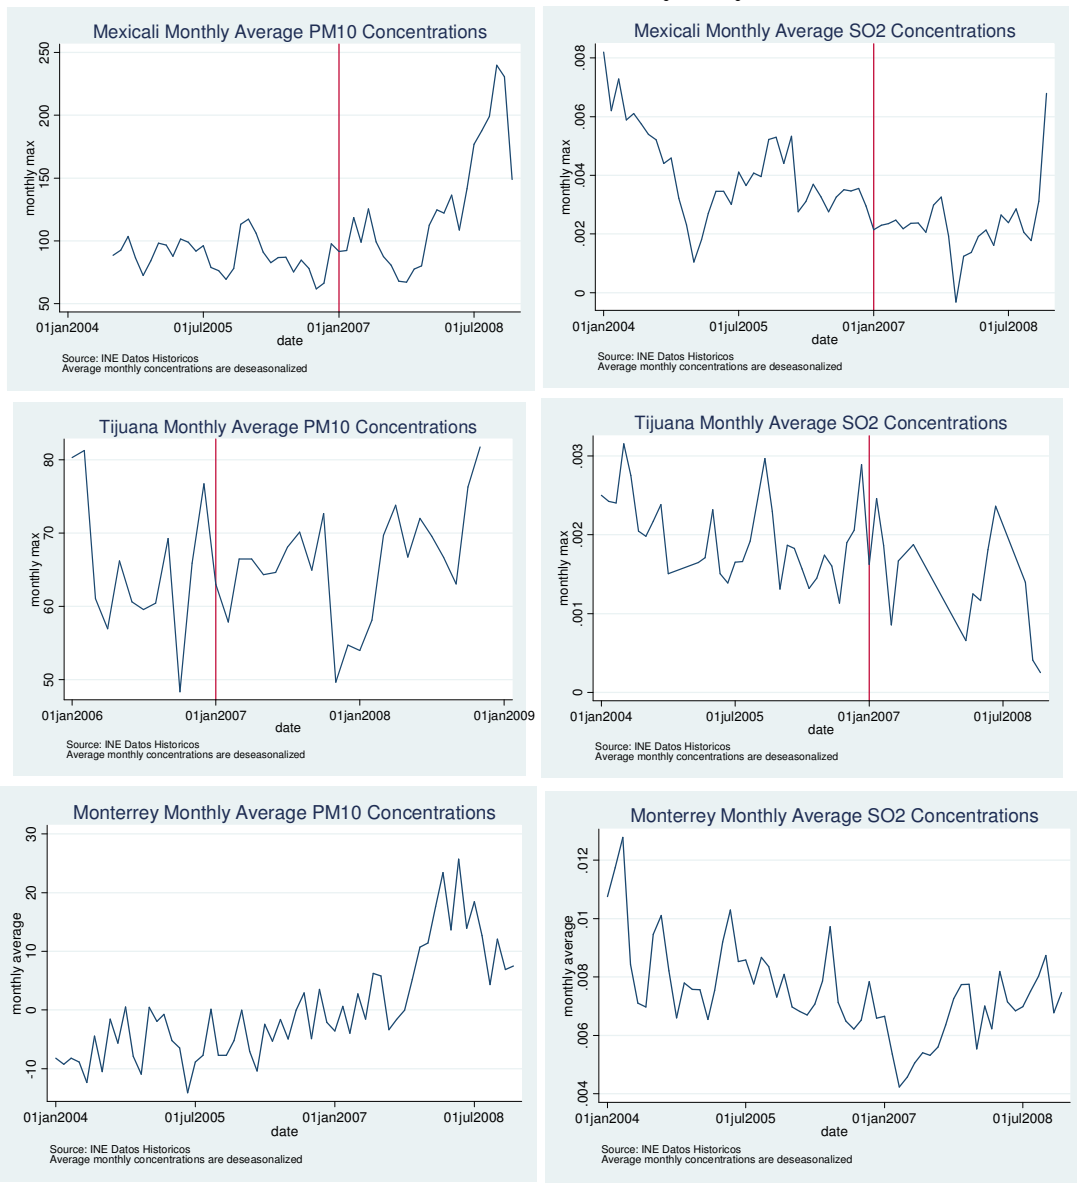 Mexicali Monthly Average PM10 Concentrations
monthly max
250
200
150
100
50
01jan2004 01jul2005 01jan2007 01jul2008
date
Source: INE Datos Historicos
Average monthly concentrations are deseasonalized
Mexicali Monthly Average SO2 Concentrations
monthly max
.008
.006
.004
.002
0
01jan2004 01jul2005 01jan2007 01jul2008
date
Source: INE Datos Historicos
Average monthly concentrations are deseasonalized
Tijuana Monthly Average PM10 Concentrations
monthly max
80
70
60
50
01jan2006 01jan2007 01jan2008 01jan2009
date
Source: INE Datos Historicos
Average monthly concentrations are deseasonalized
Tijuana Monthly Average SO2 Concentrations
monthly max
.003
.002
.001
0
01jan2004 01jul2005 01jan2007 01jul2008
date
Source: INE Datos Historicos
Average monthly concentrations are deseasonalized
Monterrey Monthly Average PM10 Concentrations
monthly average
30
20
10
0
-10
01jan2004 01jul2005 01jan2007 01jul2008
date
Source: INE Datos Historicos
Average monthly concentrations are deseasonalized
Monterrey Monthly Average SO2 Concentrations
monthly average
.012
.01
.008
.006
.004
01jan2004 01jul2005 01jan2007 01jul2008
date
Source: INE Datos Historicos
Average monthly concentrations are deseasonalized